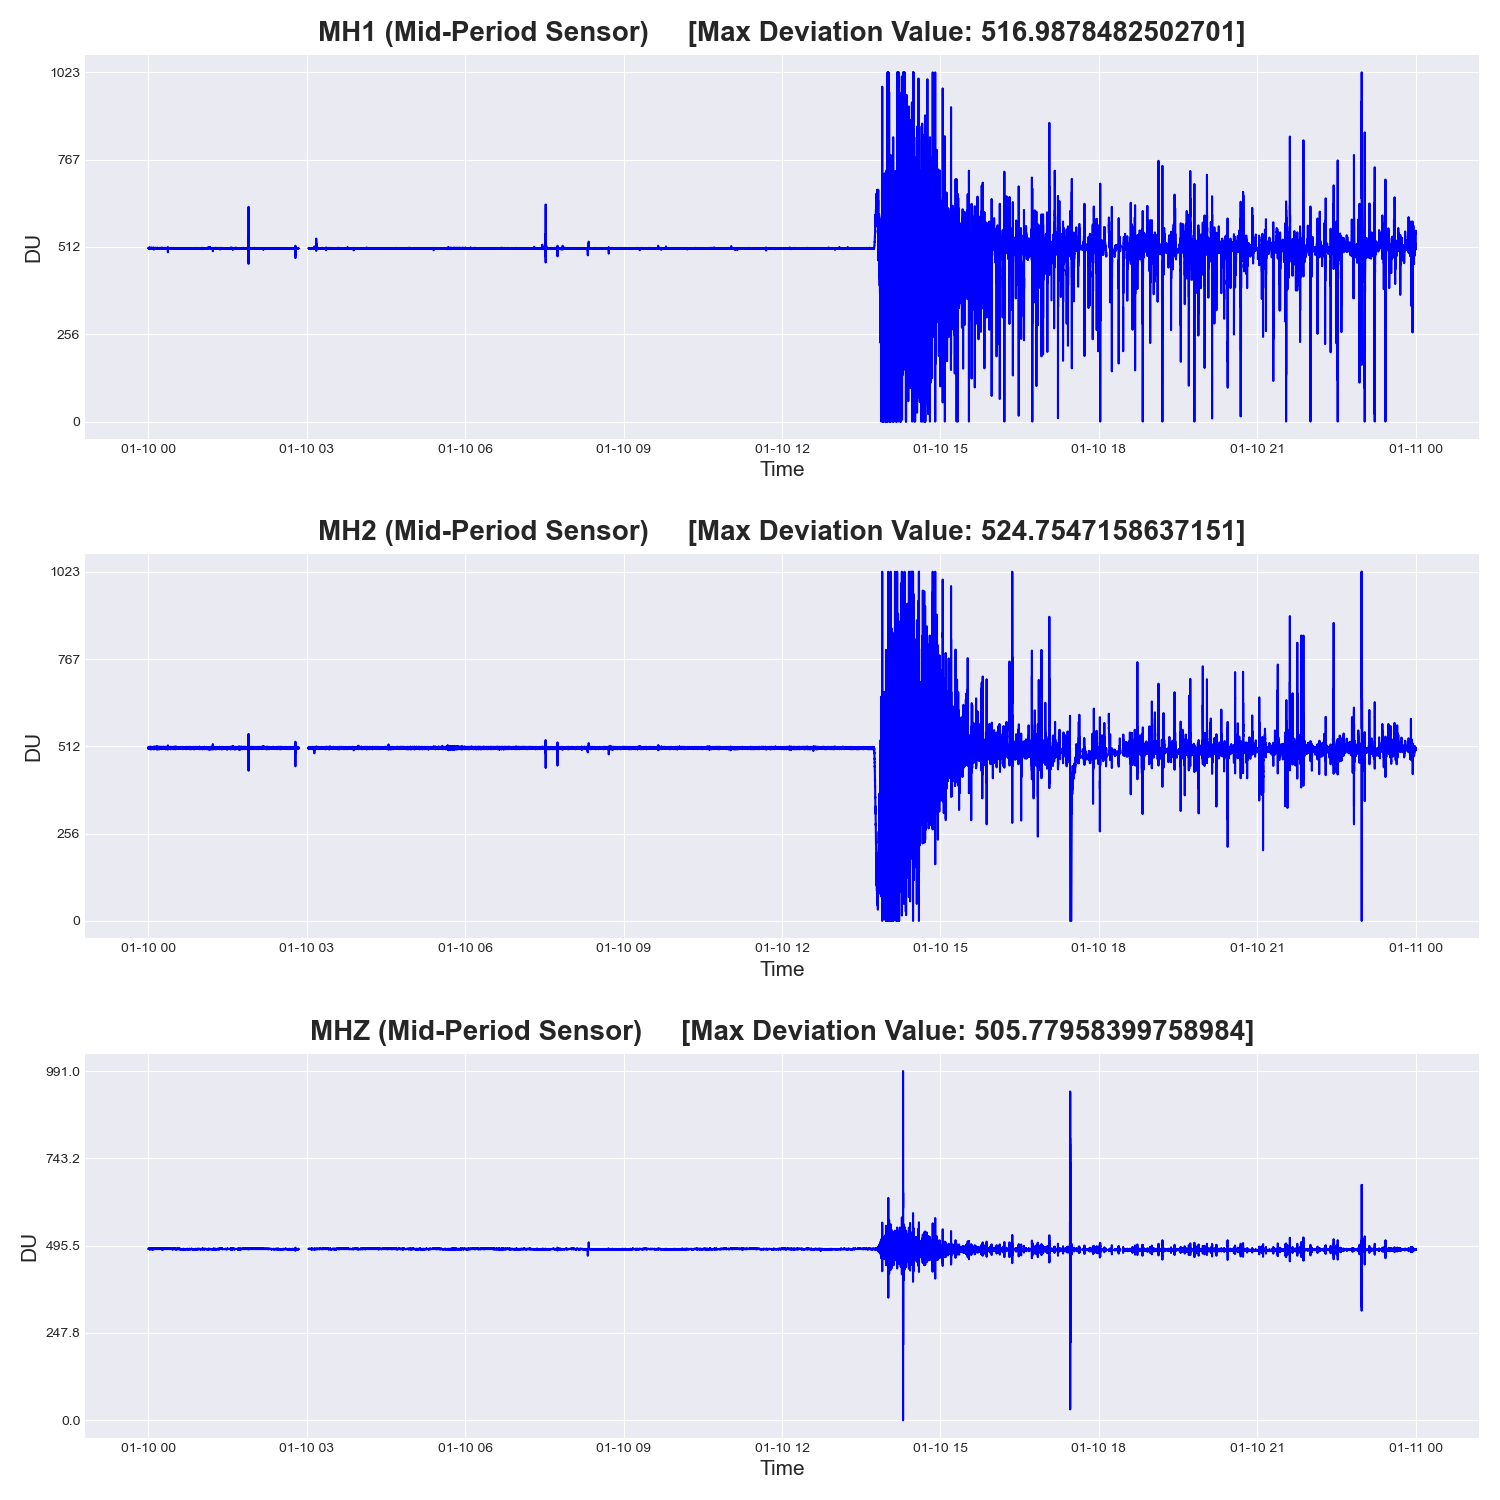 MH1 (Mid-Period Sensor) [Max Deviation Value: 516.9878482502701]
1023
767
512
256
0
DU
01-10 00 01-10 03 01-10 06 01-10 09 01-10 12 01-10 15 01-10 18 01-10 21 01-11 00
Time
MH2 (Mid-Period Sensor) [Max Deviation Value: 524.7547158637151]
1023
767
512
256
0
DU
01-10 00 01-10 03 01-10 06 01-10 09 01-10 12 01-10 15 01-10 18 01-10 21 01-11 00
Time
MHZ (Mid-Period Sensor) [Max Deviation Value: 505.77958399758984]
991.0
743.2
495.5
247.8
0.0
DU
01-10 00 01-10 03 01-10 06 01-10 09 01-10 12 01-10 15 01-10 18 01-10 21 01-11 00
Time